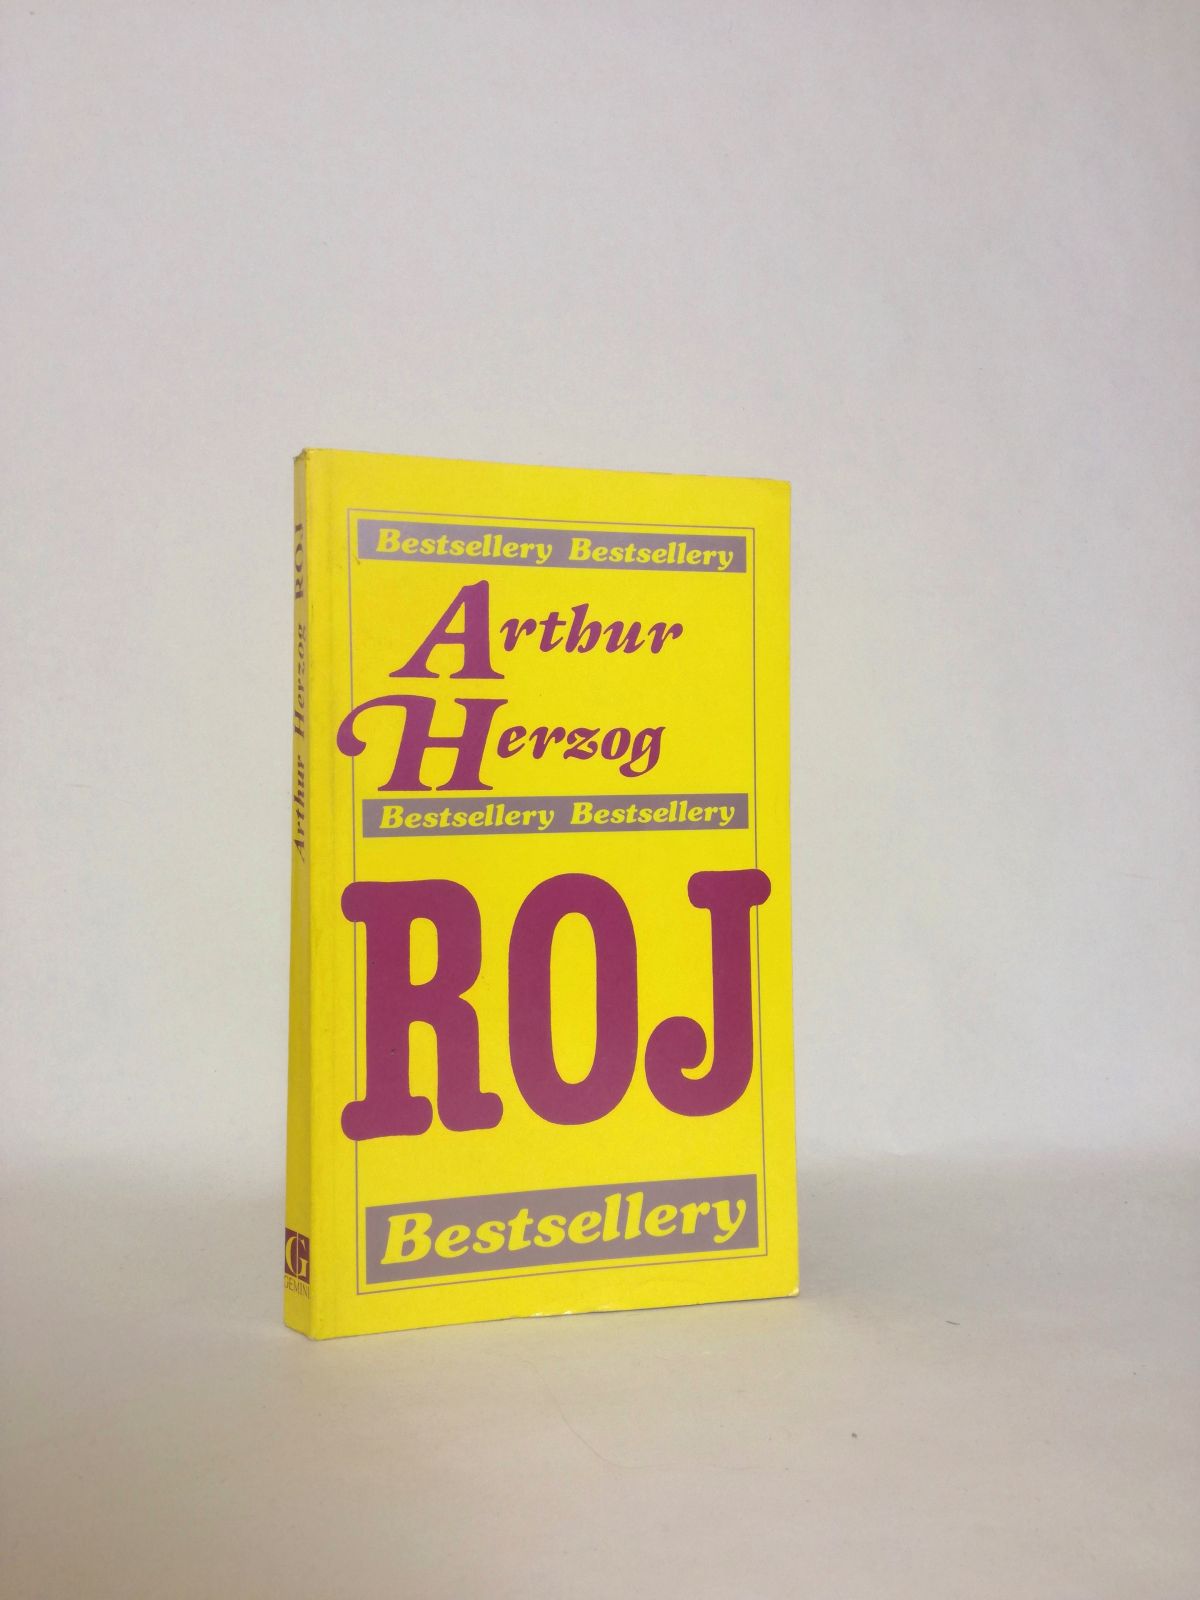 Bestsellery Bestsellery
Arthur
Herzog
Bestsellery Bestsellery
ROJ
Bestsellery
Arthur Herzog ROJ
G
GEMINI